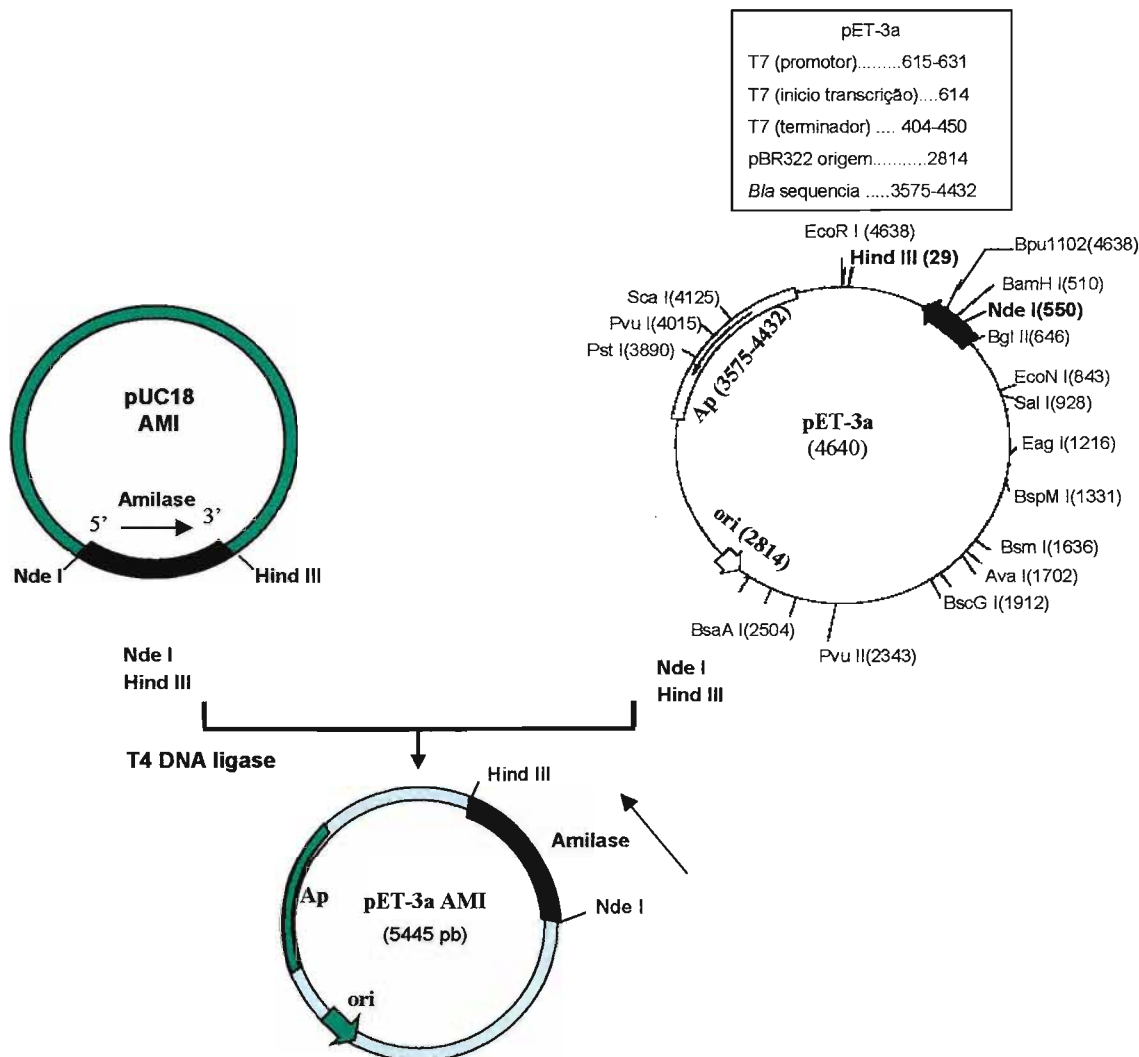 pET-3a
T7 (promotor).........615-631
T7 (inicio transcrição)....614
T7 (terminador) .... 404-450
pBR322 origem...........2814
Bla sequencia .....3575-4432
EcoR I (4638)
Hind III (29)
Bpu1102(4638)
BamH I(510)
Nde I(550)
Bgl II(646)
EcoN I(843)
Sal I(928)
Eag I(1216)
BspM I(1331)
Bsm I(1636)
Ava I(1702)
BscG I(1912)
Pvu II(2343)
BsaA I(2504)
ori (2814)
Ap (3575-4432)
Sca I(4125)
Pvu I(4015)
Pst I(3890)
pET-3a
(4640)
pUC18
AMI
Amilase
5’ 3’
Nde I
Hind III
Nde I
Hind III
Nde I
Hind III
T4 DNA ligase
Hind III
Amilase
Nde I
Ap
pET-3a AMI
(5445 pb)
ori